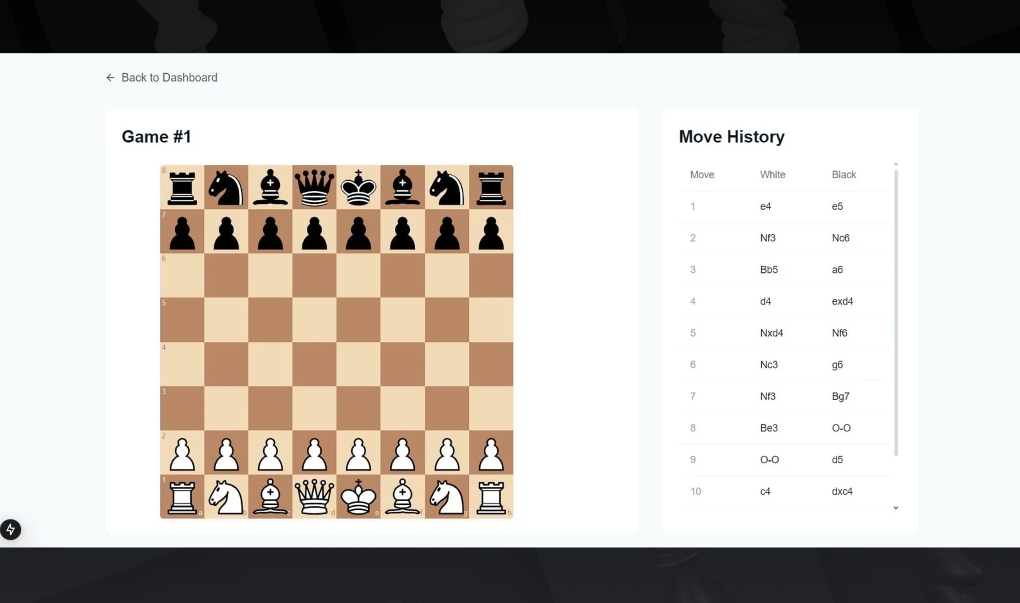 ← Back to Dashboard
Game #1
8
7
6
5
4
3
2
1
a
d
e
h
Move History
Move White Black
1 e4 e5
2 Nf3 Nc6
3 Bb5 a6
4 d4 exd4
5 Nxd4 Nf6
6 Nc3 g6
7 Nf3 Bg7
8 Be3 O-O
9 O-O d5
10 c4 dxc4